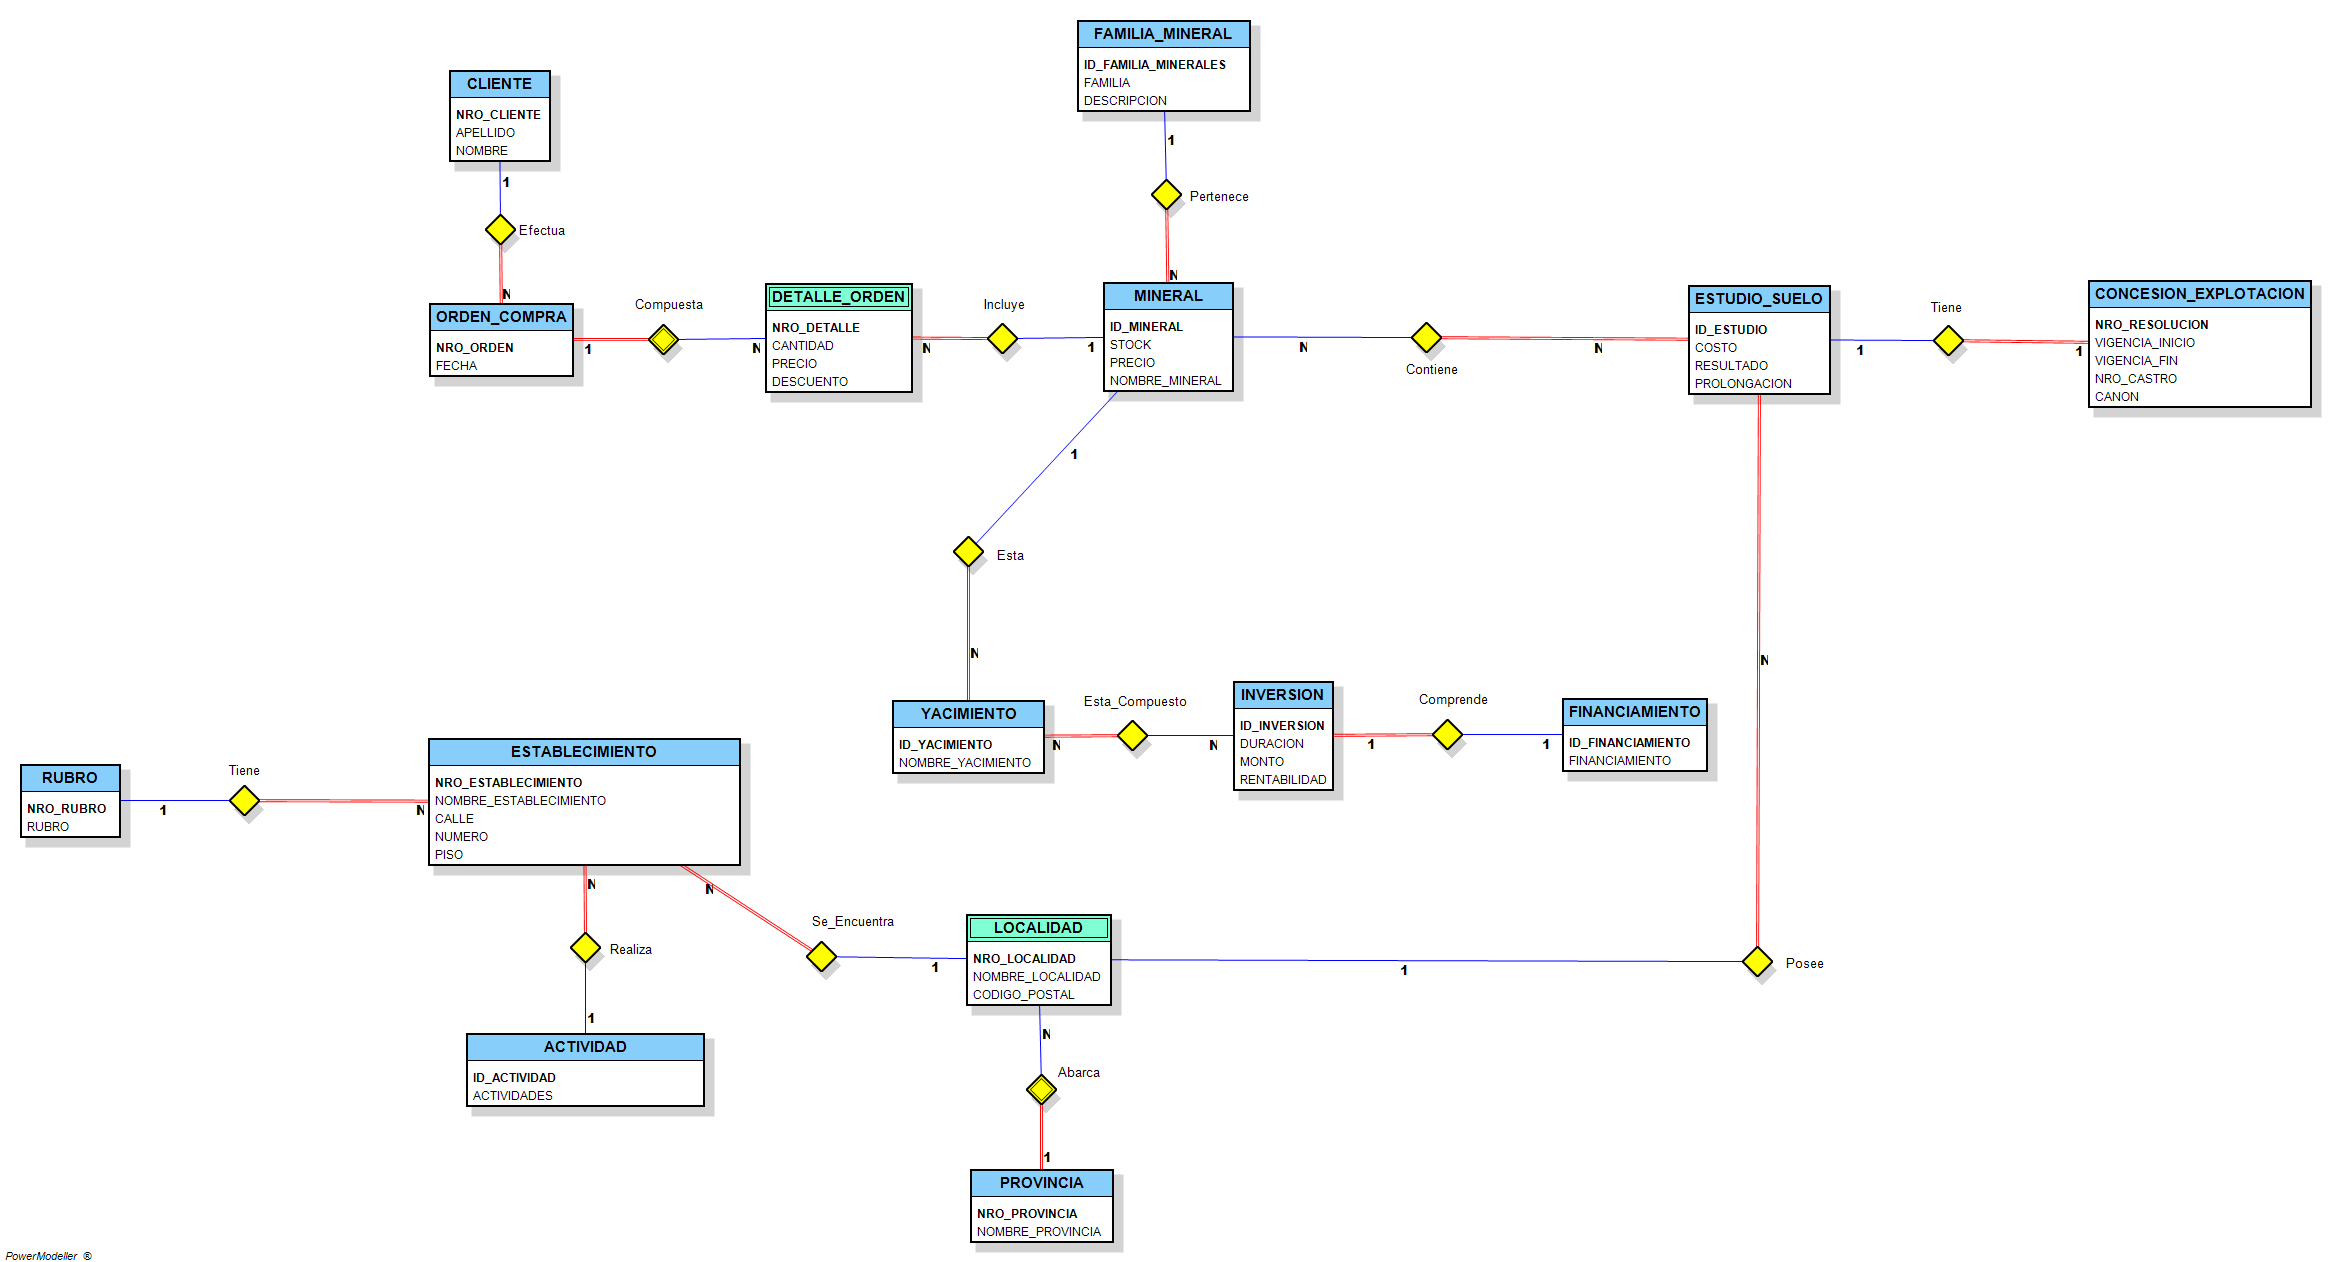 FAMILIA_MINERAL
ID_FAMILIA_MINERALES
FAMILIA
DESCRIPCION
1
Pertenece
N
CLIENTE
NRO_CLIENTE
APELLIDO
NOMBRE
1
Efectua
N
ORDEN_COMPRA
NRO_ORDEN
FECHA
1
Compuesta
N
DETALLE_ORDEN
NRO_DETALLE
CANTIDAD
PRECIO
DESCUENTO
N
Incluye
1
MINERAL
ID_MINERAL
STOCK
PRECIO
NOMBRE_MINERAL
N
Contiene
N
ESTUDIO_SUELO
ID_ESTUDIO
COSTO
RESULTADO
PROLONGACION
1
Tiene
1
CONCESION_EXPLOTACION
NRO_RESOLUCION
VIGENCIA_INICIO
VIGENCIA_FIN
NRO_CASTRO
CANON
1
Esta
N
YACIMIENTO
ID_YACIMIENTO
NOMBRE_YACIMIENTO
N
Esta_Compuesto
N
INVERSION
ID_INVERSION
DURACION
MONTO
RENTABILIDAD
1
Comprende
1
FINANCIAMIENTO
ID_FINANCIAMIENTO
FINANCIAMIENTO
N
RUBRO
NRO_RUBRO
RUBRO
1
Tiene
N
ESTABLECIMIENTO
NRO_ESTABLECIMIENTO
NOMBRE_ESTABLECIMIENTO
CALLE
NUMERO
PISO
N
Realiza
1
ACTIVIDAD
ID_ACTIVIDAD
ACTIVIDADES
N
Se_Encuentra
1
LOCALIDAD
NRO_LOCALIDAD
NOMBRE_LOCALIDAD
CODIGO_POSTAL
1
Posee
N
Abarca
1
PROVINCIA
NRO_PROVINCIA
NOMBRE_PROVINCIA
PowerModeller ®